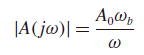 |A(jω)| = A₀ω_b / ω